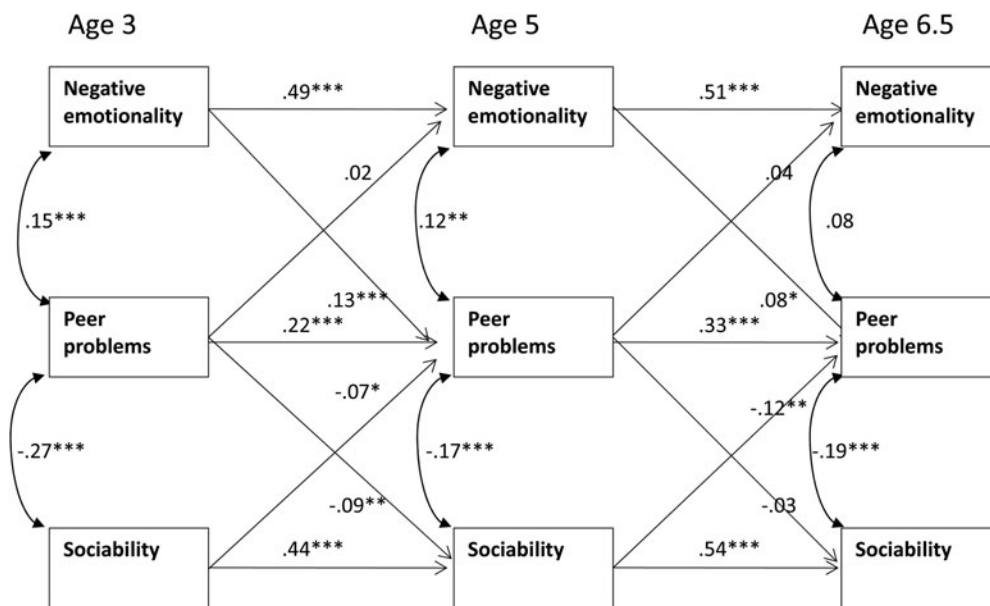 Age 3
Age 5
Age 6.5
Negative
emotionality
.49***
Negative
emotionality
.51***
Negative
emotionality
.02
.04
.15***
.12**
.08
.13***
.08*
Peer
problems
.22***
Peer
problems
.33***
Peer
problems
-.07*
-.12**
-.27***
-.17***
-.19***
-.09**
-.03
Sociability
.44***
Sociability
.54***
Sociability